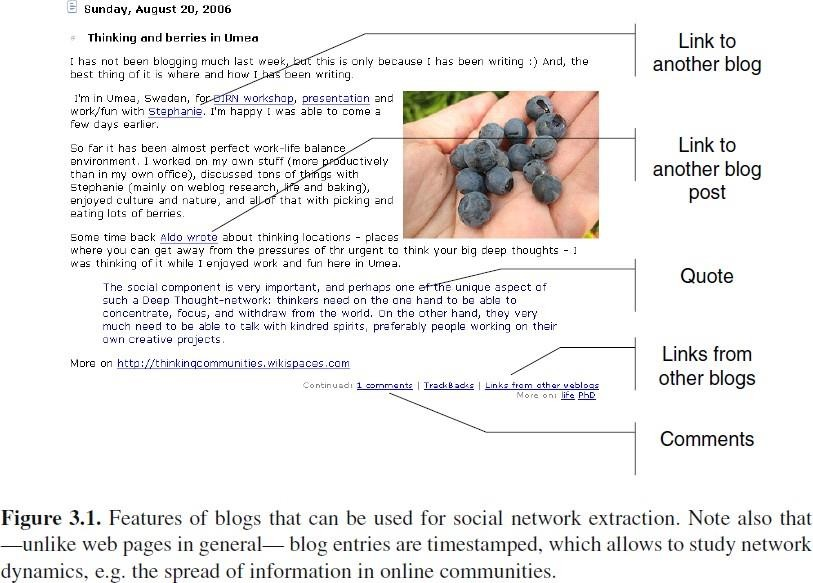 Sunday, August 20, 2006
Thinking and berries in Umea
I has not been blogging much last week, but this is only because I has been writing :) And, the
best thing of it is where and how I has been writing.
I'm in Umea, Sweden, for DIRN workshop, presentation and
work/fun with Stephanie. I'm happy I was able to come a
few days earlier.
So far it has been almost perfect work-life balance
environment. I worked on my own stuff (more productively
than in my own office), discussed tons of things with
Stephanie (mainly on weblog research, life and baking),
enjoyed culture and nature, and all of that with picking and
eating lots of berries.
Some time back Aldo wrote about thinking locations - places
where you can get away from the pressures of thr urgent to think your big deep thoughts - I
was thinking of it while I enjoyed work and fun here in Umea.
The social component is very important, and perhaps one of the unique aspect of
such a Deep Thought-network: thinkers need on the one hand to be able to
concentrate, focus, and withdraw from the world. On the other hand, they very
much need to be able to talk with kindred spirits, preferably people working on their
own creative projects.
More on http://thinkingcommunities.wikispaces.com
Continued: 1 comments | TrackBacks | Links from other weblogs
More on: life PhD
Link to
another blog
Link to
another blog
post
Quote
Links from
other blogs
Comments
Figure 3.1. Features of blogs that can be used for social network extraction. Note also that
—unlike web pages in general— blog entries are timestamped, which allows to study network
dynamics, e.g. the spread of information in online communities.